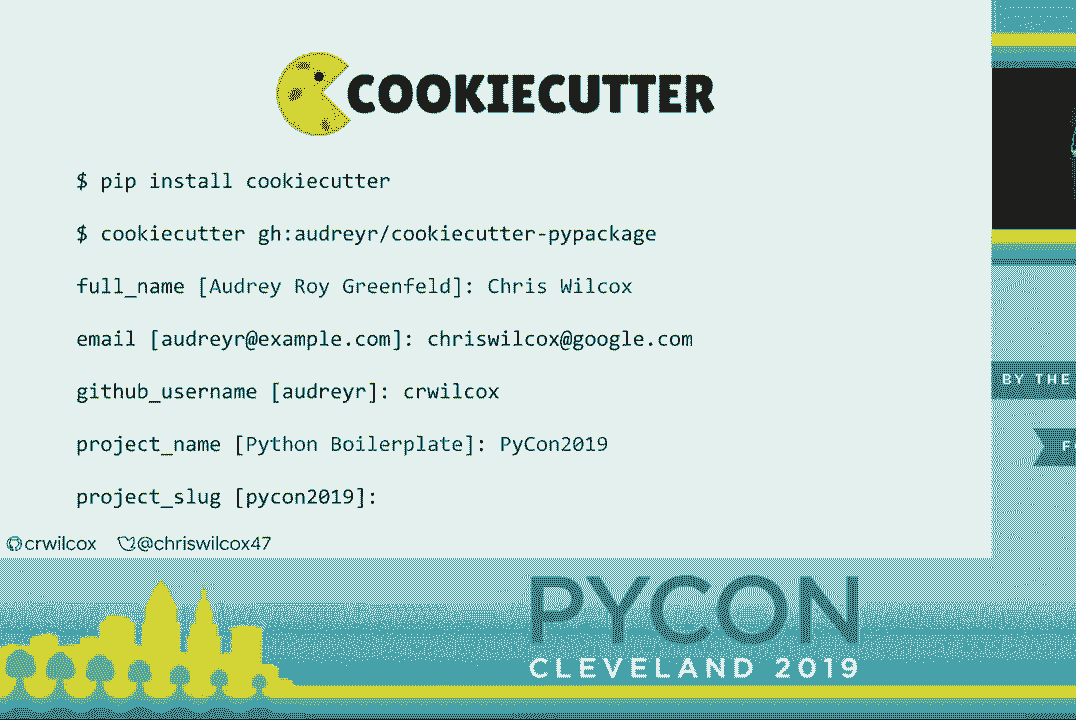 COOKIECUTTER
$ pip install cookiecutter
$ cookiecutter gh:audreyr/cookiecutter-pypackage
full_name [Audrey Roy Greenfeld]: Chris Wilcox
email [audreyr@example.com]: chriswilcox@google.com
github_username [audreyr]: crwilcox
project_name [Python Boilerplate]: PyCon2019
project_slug [pycon2019]:
crwilcox @chriswilcox47
BY THE
PYCON
CLEVELAND 2019